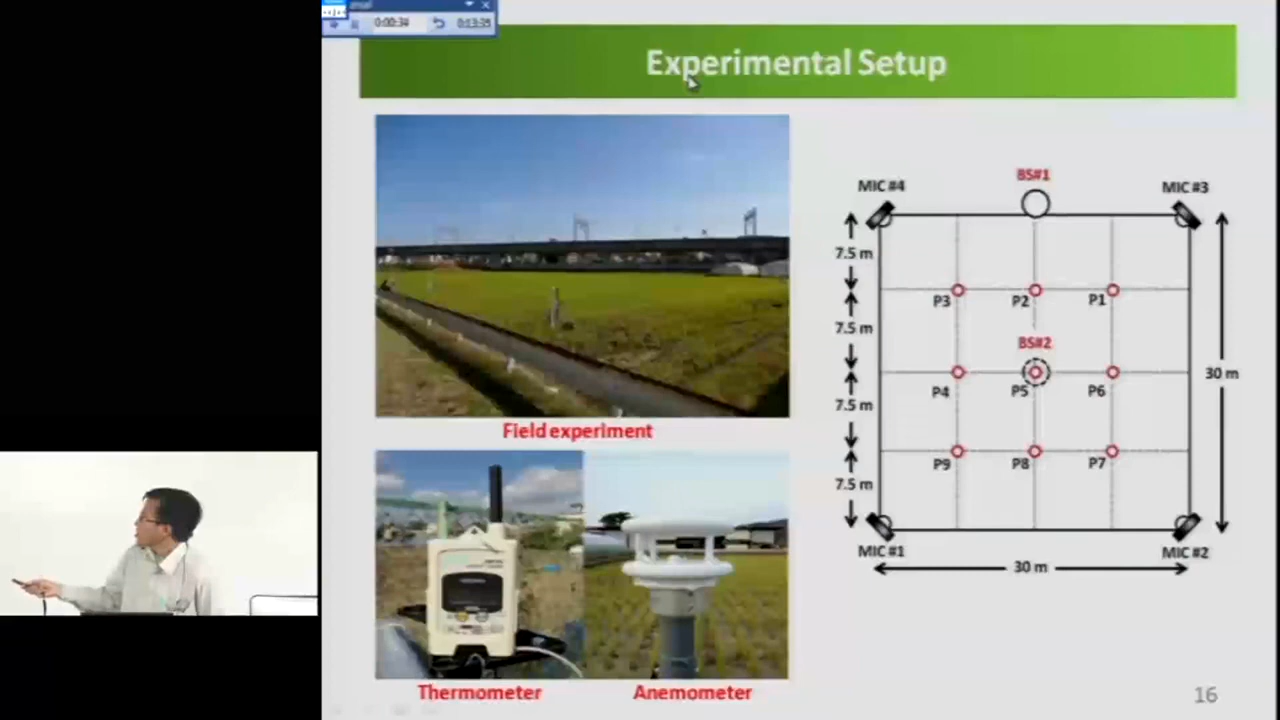 0:00:34 0:13:35
Experimental Setup
Field experiment
Thermometer
Anemometer
MIC #4
BS#1
MIC #3
7.5 m
P3
P2
P1
7.5 m
BS#2
30 m
P4
P5
P6
7.5 m
P9
P8
P7
7.5 m
MIC #1
MIC #2
30 m
16